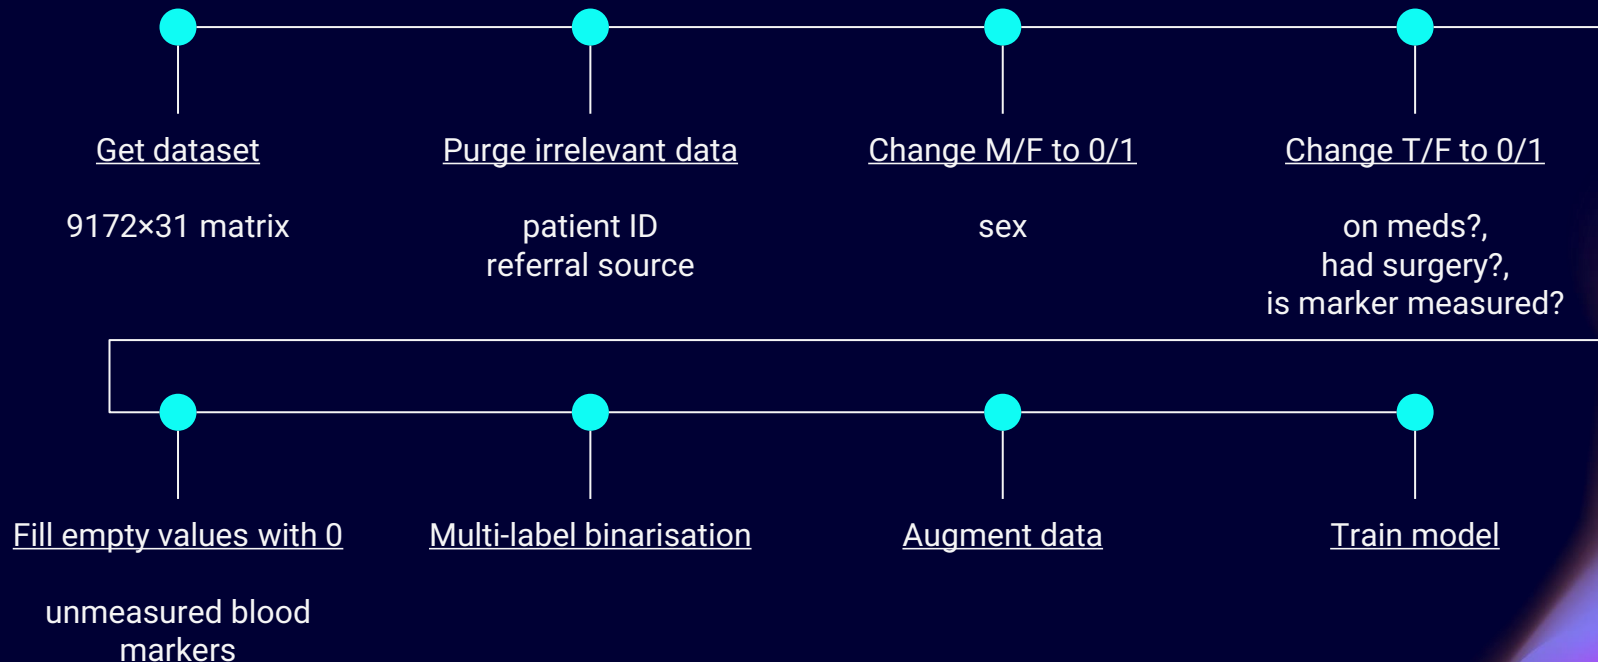 Get dataset
9172×31 matrix
Purge irrelevant data
patient ID
referral source
Change M/F to 0/1
sex
Change T/F to 0/1
on meds?,
had surgery?,
is marker measured?
Fill empty values with 0
unmeasured blood
markers
Multi-label binarisation
Augment data
Train model